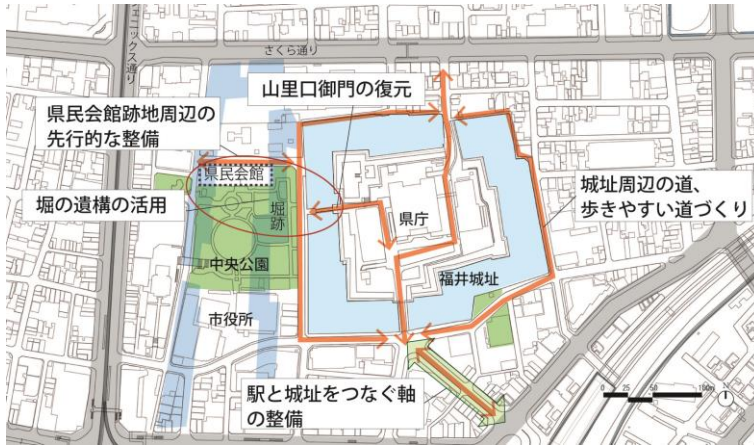 さくら通り
フェニックス通り
山里口御門の復元
県民会館跡地周辺の
先行的な整備
県民会館
堀の遺構の活用
堀跡
県庁
城址周辺の道、
歩きやすい道づくり
中央公園
福井城址
市役所
駅と城址をつなぐ軸
の整備
0 25 50 100m